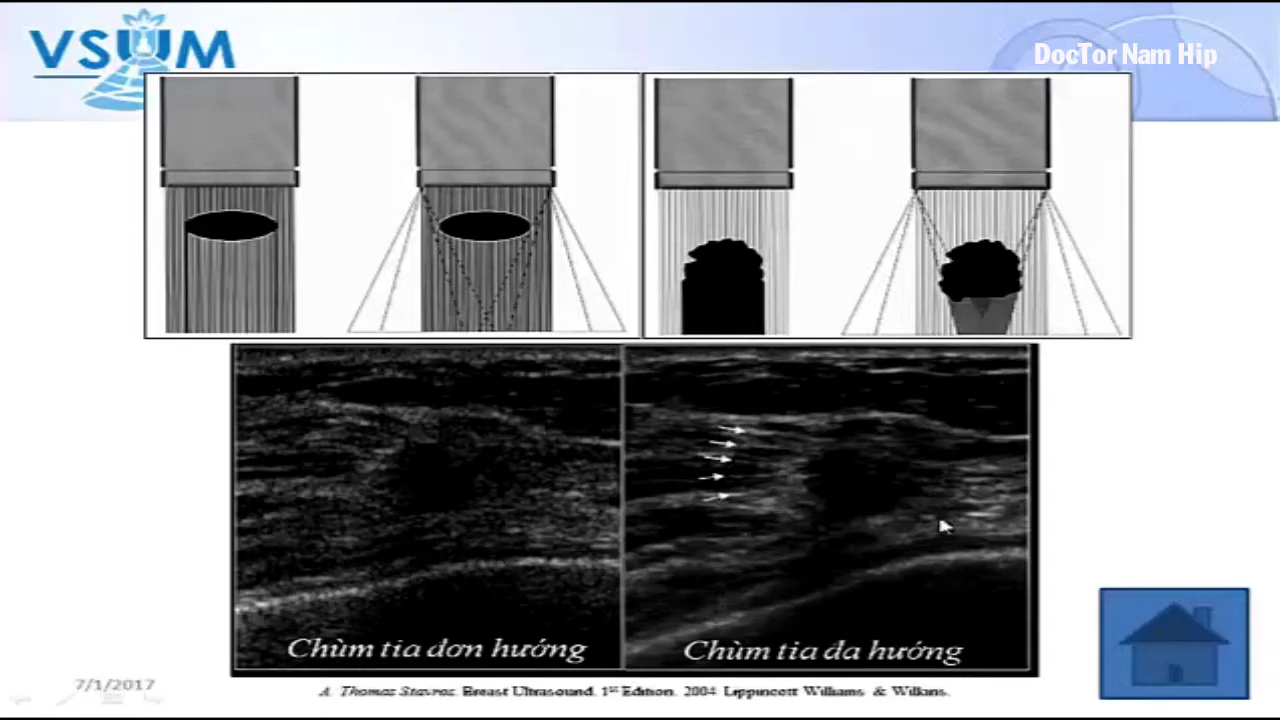 VSUM
DocTor Nam Hip
Chùm tia đơn hướng
Chùm tia đa hướng
7/1/2017
A. Thomas Stavros. Breast Ultrasound. 1st Edition. 2004 Lippincott Williams & Wilkins.